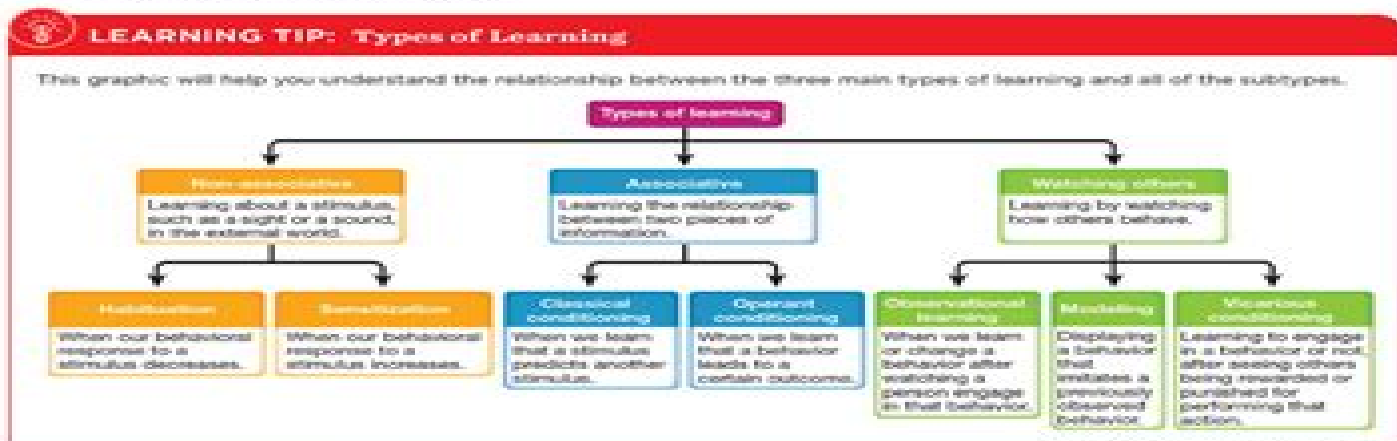 LEARNING TIP: Types of Learning
This graphic will help you understand the relationship between the three main types of learning and all of the subtypes.
Types of learning
Non-associative
Learning about a stimulus,
such as a sight or a sound,
in the external world.
Associative
Learning the relationship
between two pieces of
information.
Watching others
Learning by watching
how others behave.
Habituation
When our behavioral
response to a
stimulus decreases.
Sensitization
When our behavioral
response to a
stimulus increases.
Classical
conditioning
When we learn
that a stimulus
predicts another
stimulus.
Operant
conditioning
When we learn
that a behavior
leads to a
certain outcome.
Observational
learning
When we learn
or change a
behavior after
watching a
person engage
in that behavior.
Modeling
Displaying
a behavior
that
imitates a
previously
observed
behavior.
Vicarious
conditioning
Learning to engage
in a behavior or not,
after seeing others
being rewarded or
punished for
performing that
action.